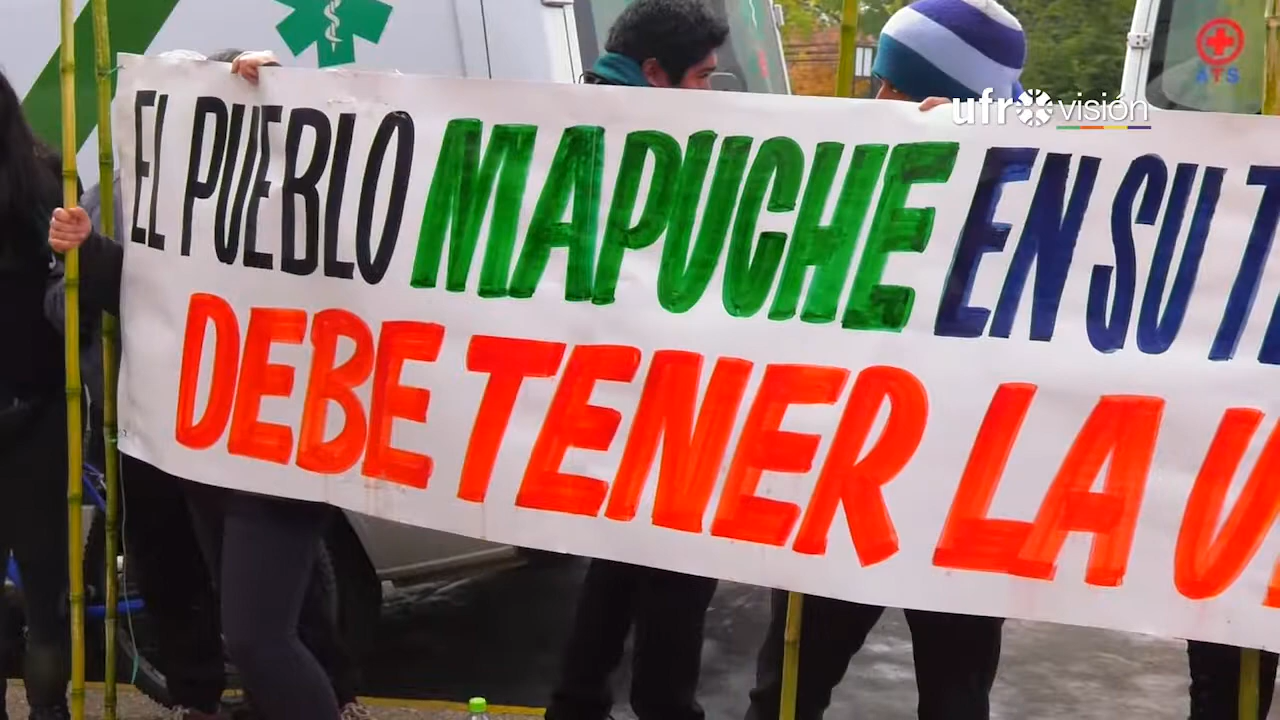 ufro visión
ATS
EL PUEBLO MAPUCHE EN SU
DEBE TENER LA